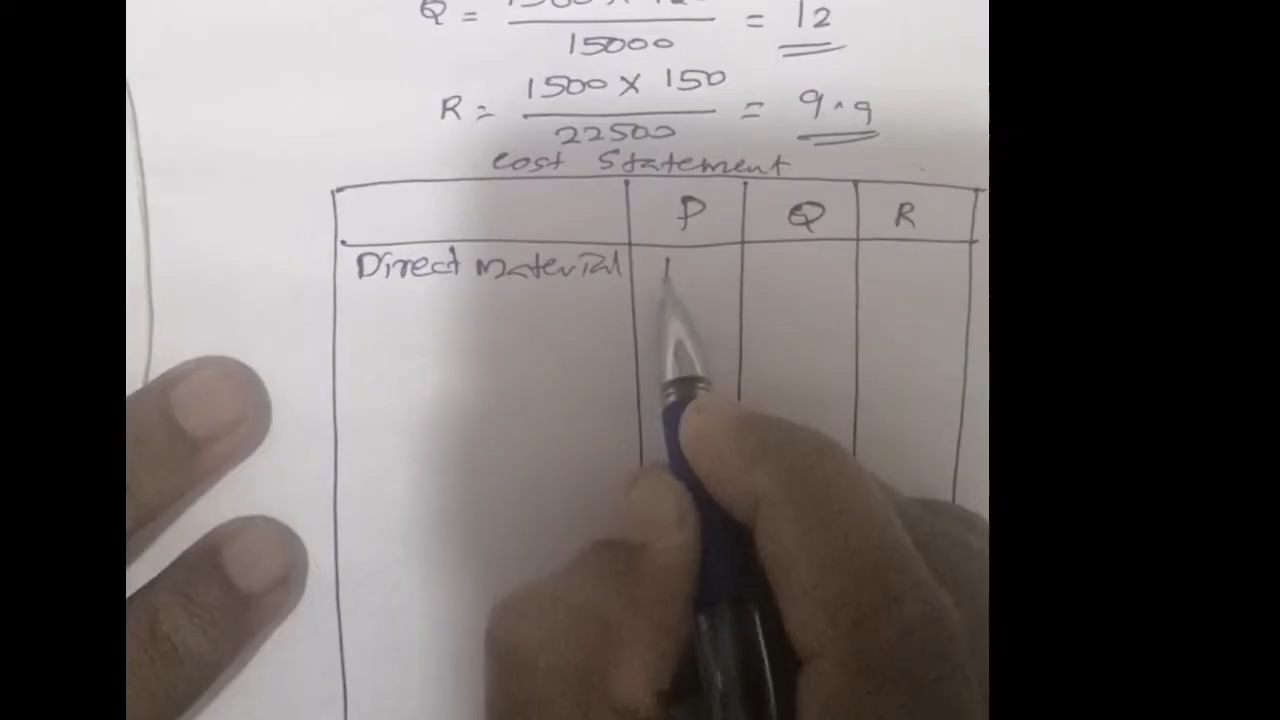 Q = = 12
15000
1500 X 150
R = = 9.9
22500
Cost Statement
P Q R
Direct material